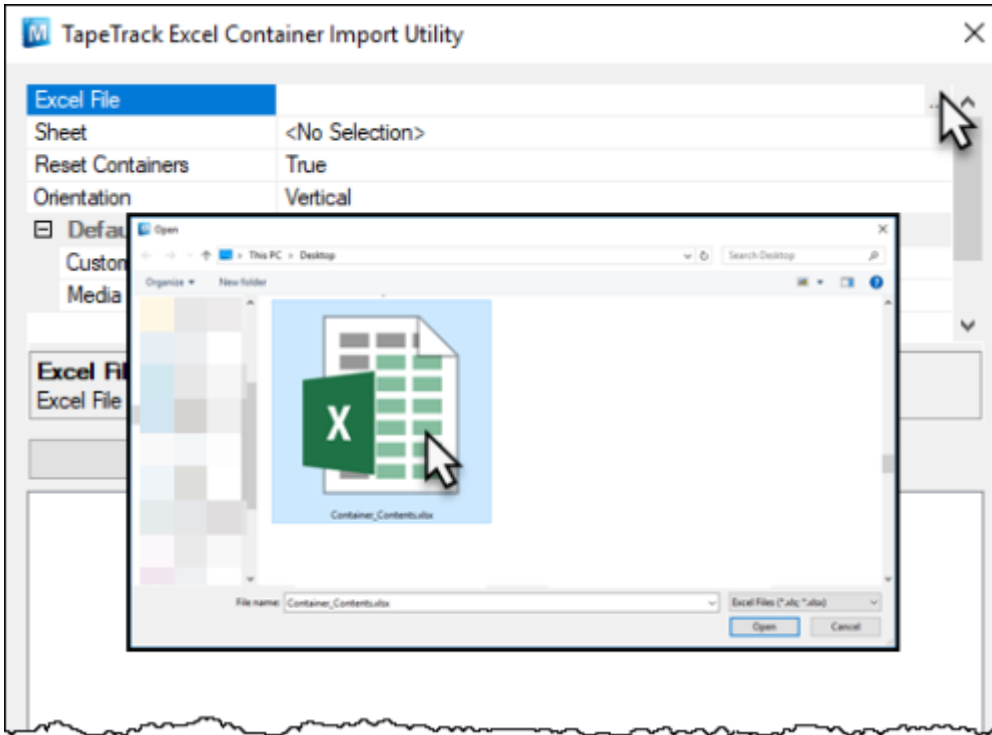 TapeTrack Excel Container Import Utility
Excel File ...
Sheet <No Selection>
Reset Containers True
Orientation Vertical
Defau
Custom
Media
Excel Fil
Excel File
Open
This PC > Desktop
Search Desktop
Organize New folder
X
Container_Contents.xlsx
File name: Container_Contents.xlsx
Excel Files (*.xls; *.xlsx)
Open Cancel